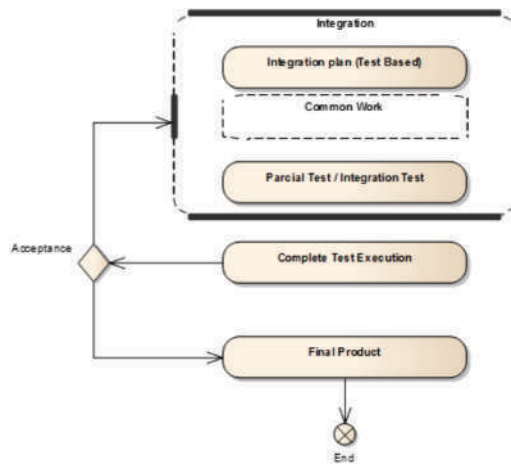 Integration
Integration plan (Test Based)
Common Work
Parcial Test / Integration Test
Acceptance
Complete Test Execution
Final Product
End